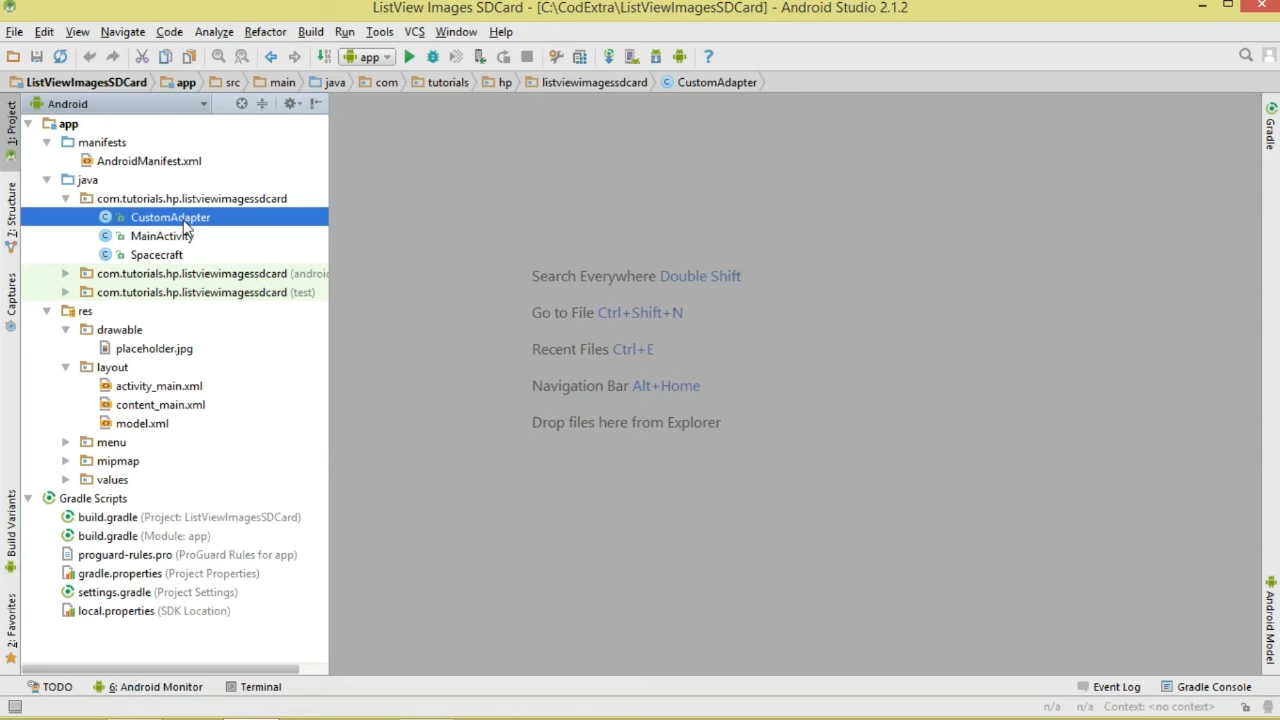 ListView Images SDCard - [C:\CodExtra\ListViewImagesSDCard] - Android Studio 2.1.2
File Edit View Navigate Code Analyze Refactor Build Run Tools VCS Window Help
app
ListViewImagesSDCard app src main java com tutorials hp listviewimagessdcard CustomAdapter
Android
1: Project
Z: Structure
Captures
Build Variants
2: Favorites
app
manifests
AndroidManifest.xml
java
com.tutorials.hp.listviewimagessdcard
CustomAdapter
MainActivity
Spacecraft
com.tutorials.hp.listviewimagessdcard (androic
com.tutorials.hp.listviewimagessdcard (test)
res
drawable
placeholder.jpg
layout
activity_main.xml
content_main.xml
model.xml
menu
mipmap
values
Gradle Scripts
build.gradle (Project: ListViewImagesSDCard)
build.gradle (Module: app)
proguard-rules.pro (ProGuard Rules for app)
gradle.properties (Project Properties)
settings.gradle (Project Settings)
local.properties (SDK Location)
Search Everywhere Double Shift
Go to File Ctrl+Shift+N
Recent Files Ctrl+E
Navigation Bar Alt+Home
Drop files here from Explorer
Gradle
Android Model
TODO 6: Android Monitor Terminal Event Log Gradle Console
n/a n/a Context: <no context>